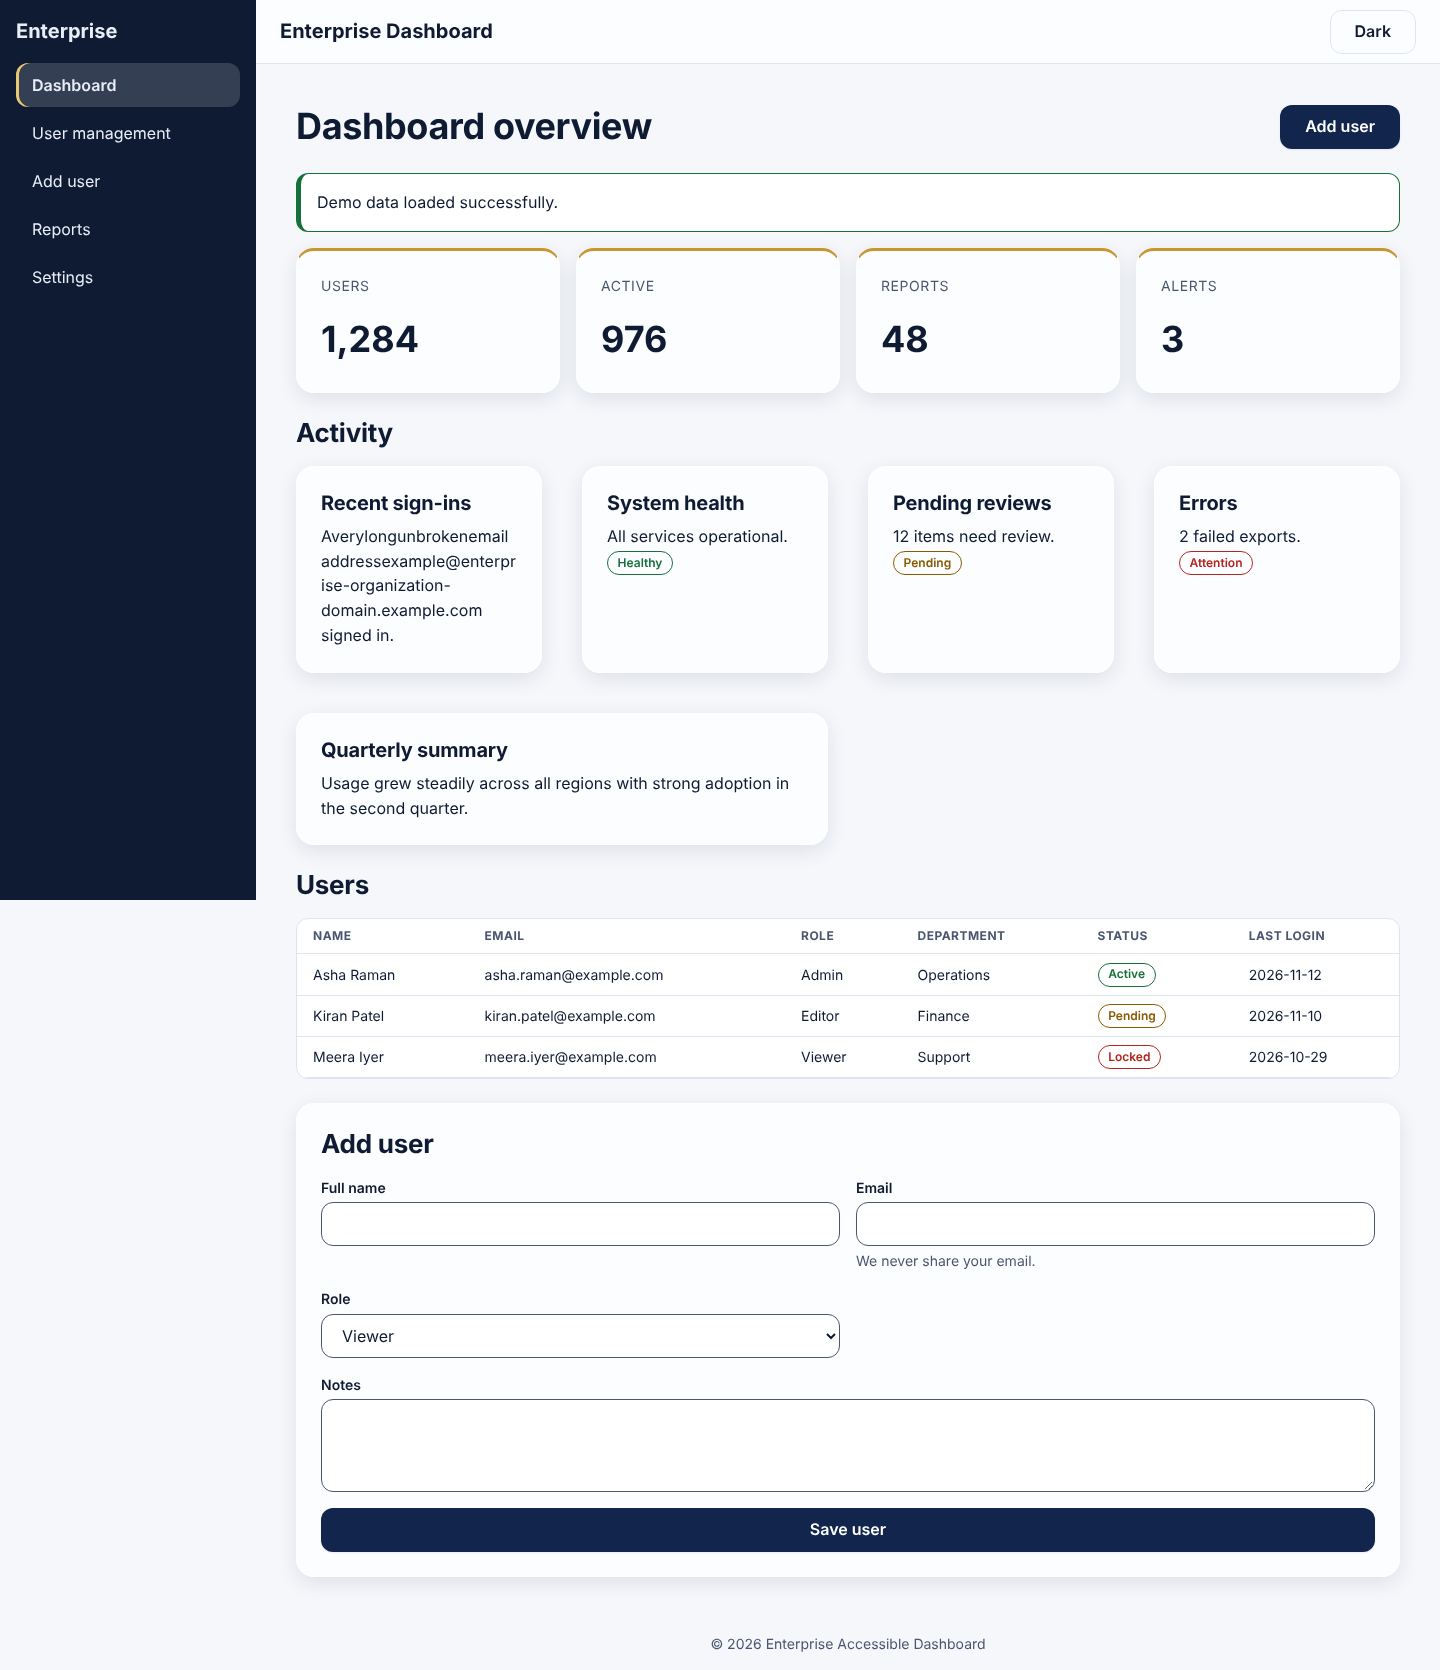 Enterprise
Dashboard
User management
Add user
Reports
Settings
Enterprise Dashboard
Dark
Dashboard overview
Add user
Demo data loaded successfully.
USERS
1,284
ACTIVE
976
REPORTS
48
ALERTS
3
Activity
Recent sign-ins
Averylongunbrokenemail
addressexample@enterpr
ise-organization-
domain.example.com
signed in.
System health
All services operational.
Healthy
Pending reviews
12 items need review.
Pending
Errors
2 failed exports.
Attention
Quarterly summary
Usage grew steadily across all regions with strong adoption in
the second quarter.
Users
NAME EMAIL ROLE DEPARTMENT STATUS LAST LOGIN
Asha Raman asha.raman@example.com Admin Operations Active 2026-11-12
Kiran Patel kiran.patel@example.com Editor Finance Pending 2026-11-10
Meera Iyer meera.iyer@example.com Viewer Support Locked 2026-10-29
Add user
Full name
Email
We never share your email.
Role
Viewer
Notes
Save user
© 2026 Enterprise Accessible Dashboard